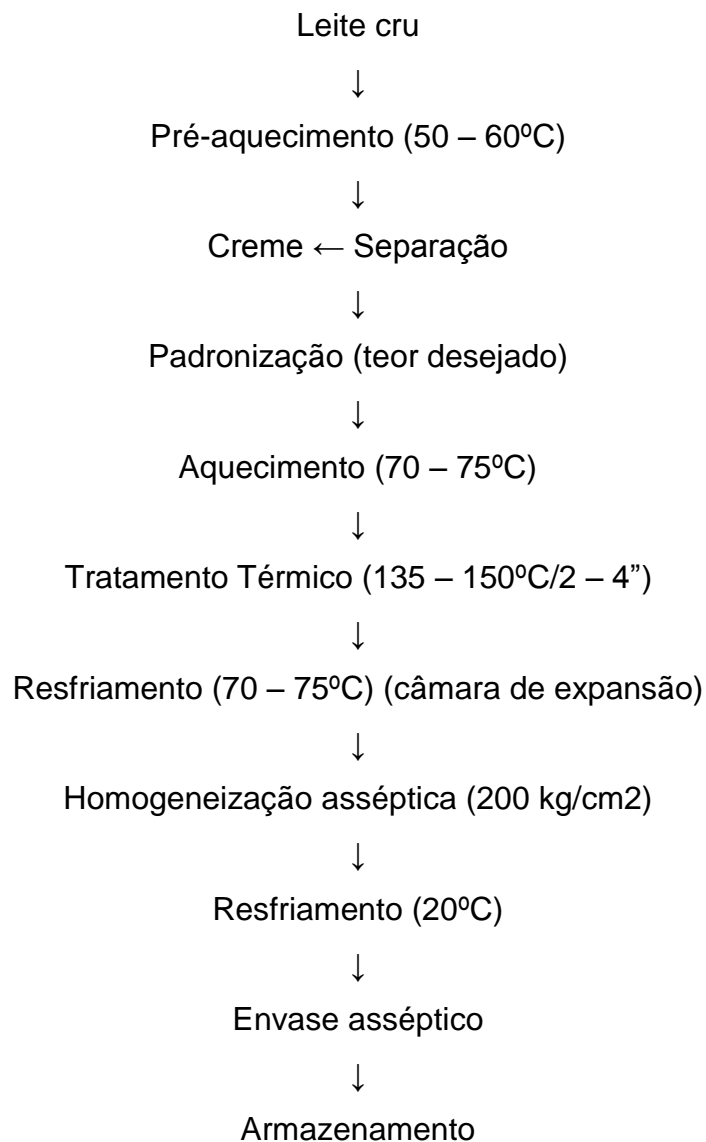 Leite cru
↓
Pré-aquecimento (50 – 60ºC)
↓
Creme ← Separação
↓
Padronização (teor desejado)
↓
Aquecimento (70 – 75ºC)
↓
Tratamento Térmico (135 – 150ºC/2 – 4”)
↓
Resfriamento (70 – 75ºC) (câmara de expansão)
↓
Homogeneização asséptica (200 kg/cm2)
↓
Resfriamento (20ºC)
↓
Envase asséptico
↓
Armazenamento